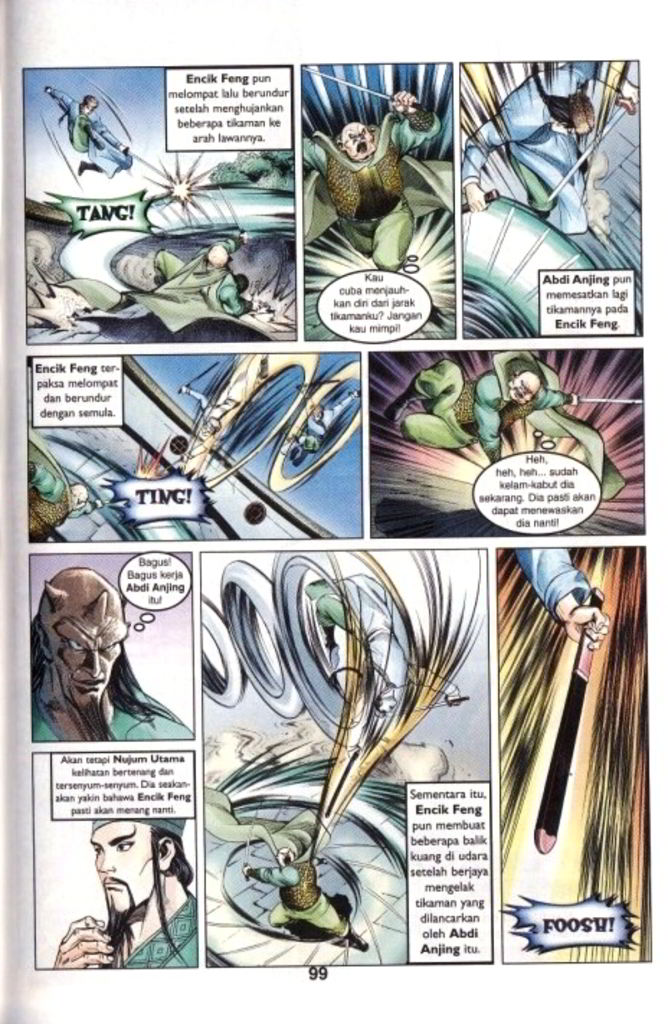 Encik Feng pun
melompat lalu berundur
setelah menghujankan
beberapa tikaman ke
arah lawannya.
TANG!
Kau
cuba menjauh-
kan diri dari jarak
tikamanku? Jangan
kau mimpi!
Abdi Anjing pun
memesatkan lagi
tikamannya pada
Encik Feng.
Encik Feng ter-
paksa melompat
dan berundur
dengan semula.
TING!
Heh,
heh, heh... sudah
kelam-kabut dia
sekarang. Dia pasti akan
dapat menewaskan
dia nanti!
Bagus!
Bagus kerja
Abdi Anjing
itu!
Akan tetapi Nujum Utama
kelihatan bertenang dan
tersenyum-senyum. Dia seakan-
akan yakin bahawa Encik Feng
pasti akan menang nanti.
Sementara itu,
Encik Feng
pun membuat
beberapa balik
kuang di udara
setelah berjaya
mengelak
tikaman yang
dilancarkan
oleh Abdi
Anjing itu.
FOOSH!
99